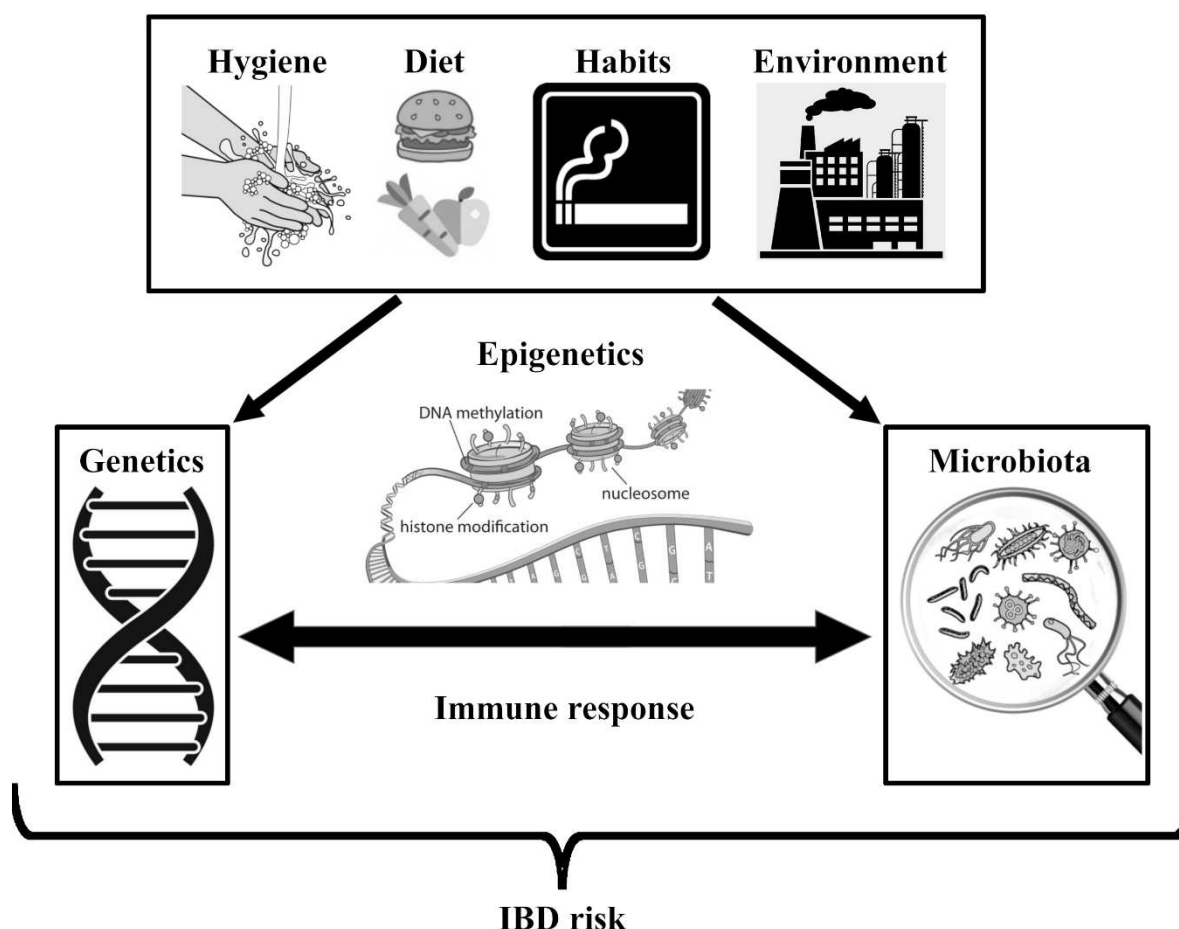 Hygiene Diet Habits Environment
Epigenetics
DNA methylation
nucleosome
histone modification
Genetics
Microbiota
Immune response
IBD risk